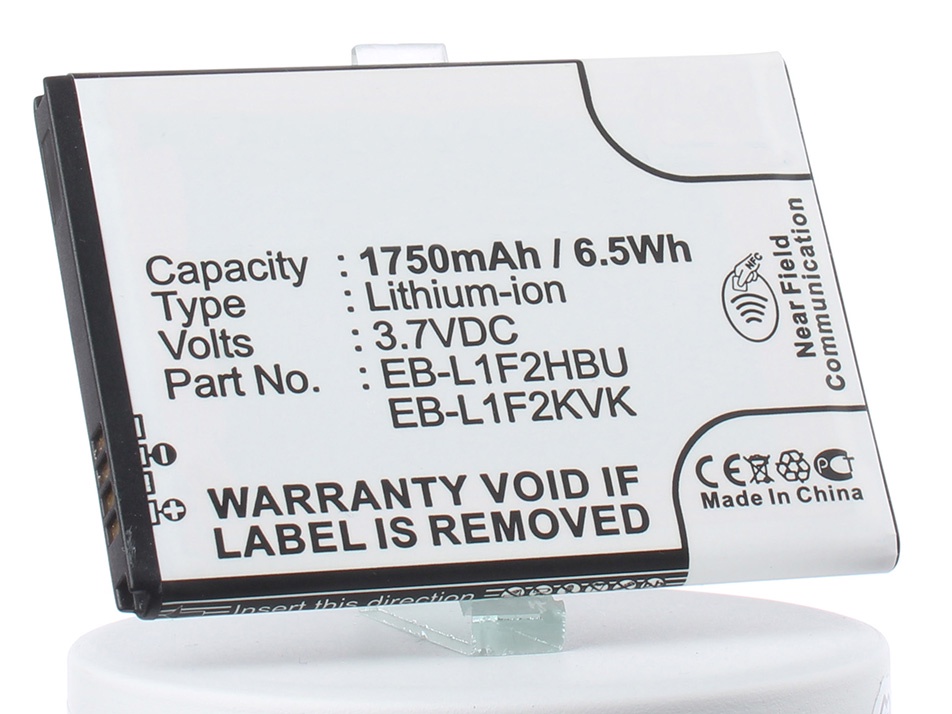 Capacity : 1750mAh / 6.5Wh
Type : Lithium-ion
Volts : 3.7VDC
Part No. : EB-L1F2HBU
EB-L1F2KVK
WARRANTY VOID IF
LABEL IS REMOVED
NFC
Near Field
Communication
CE
Made In China
Insert this direction